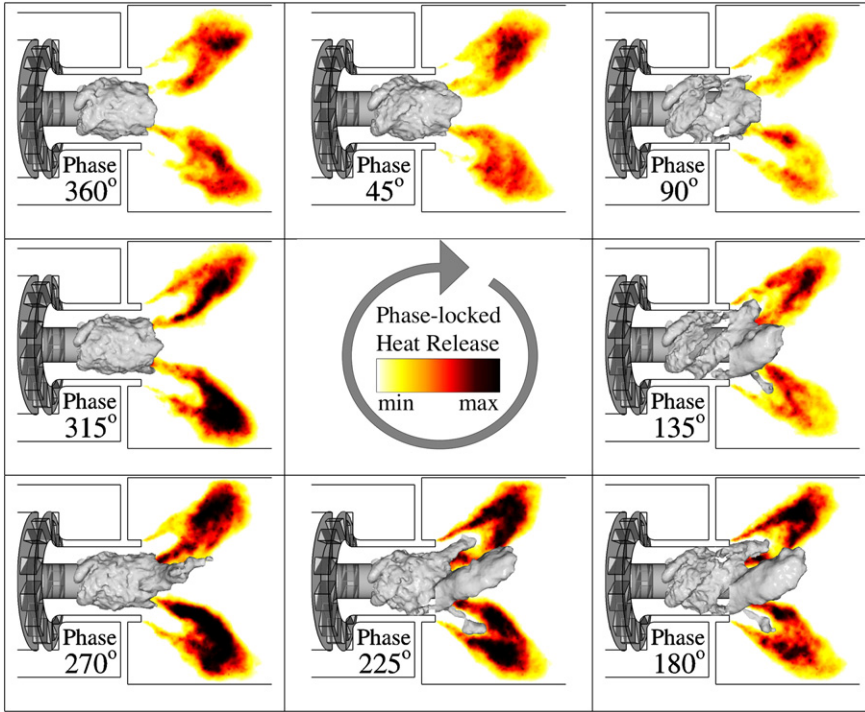 Phase
360°
Phase
45°
Phase
90°
Phase
315°
Phase-locked
Heat Release
min max
Phase
135°
Phase
270°
Phase
225°
Phase
180°